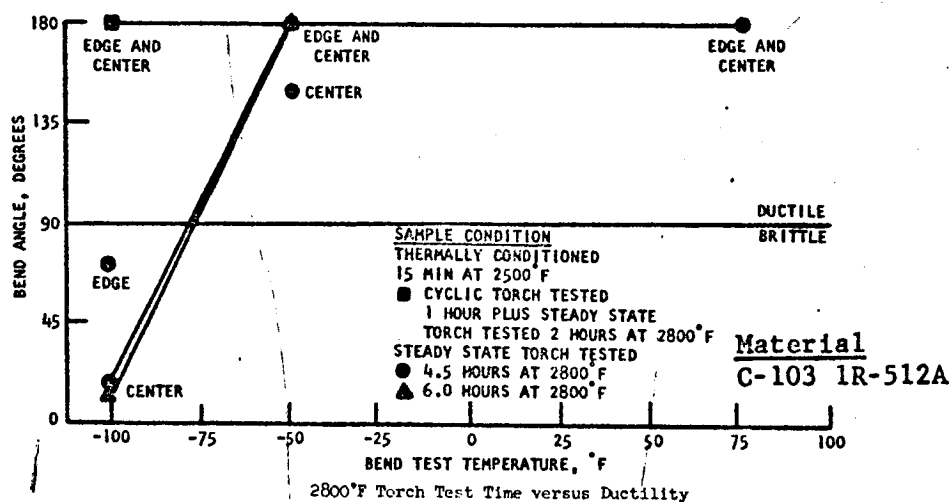 180
EDGE AND
CENTER
EDGE AND
CENTER
CENTER
EDGE AND
CENTER
135
90
DUCTILE
BRITTLE
EDGE
45
CENTER
0
BEND ANGLE, DEGREES
SAMPLE CONDITION
THERMALLY CONDITIONED
15 MIN AT 2500°F
CYCLIC TORCH TESTED
1 HOUR PLUS STEADY STATE
TORCH TESTED 2 HOURS AT 2800°F
STEADY STATE TORCH TESTED
4.5 HOURS AT 2800°F
6.0 HOURS AT 2800°F
Material
C-103 1R-512A
-100 -75 -50 -25 0 25 50 75 100
BEND TEST TEMPERATURE, °F
2800°F Torch Test Time versus Ductility